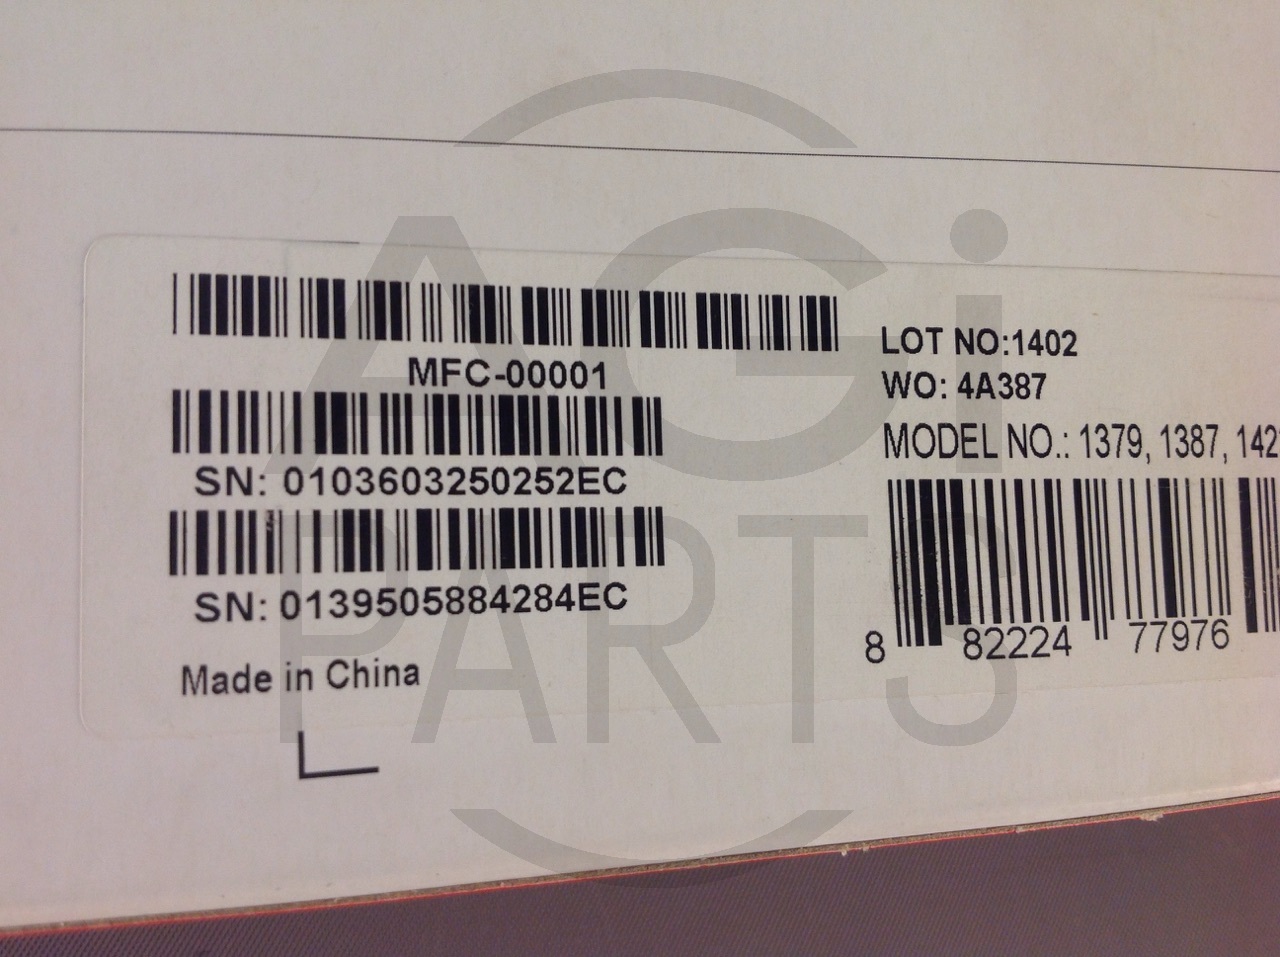 MFC-00001
SN: 0103603250252EC
SN: 0139505884284EC
Made in China
LOT NO:1402
WO: 4A387
MODEL NO.: 1379, 1387, 142
8 82224 77976
AGi
PARTS